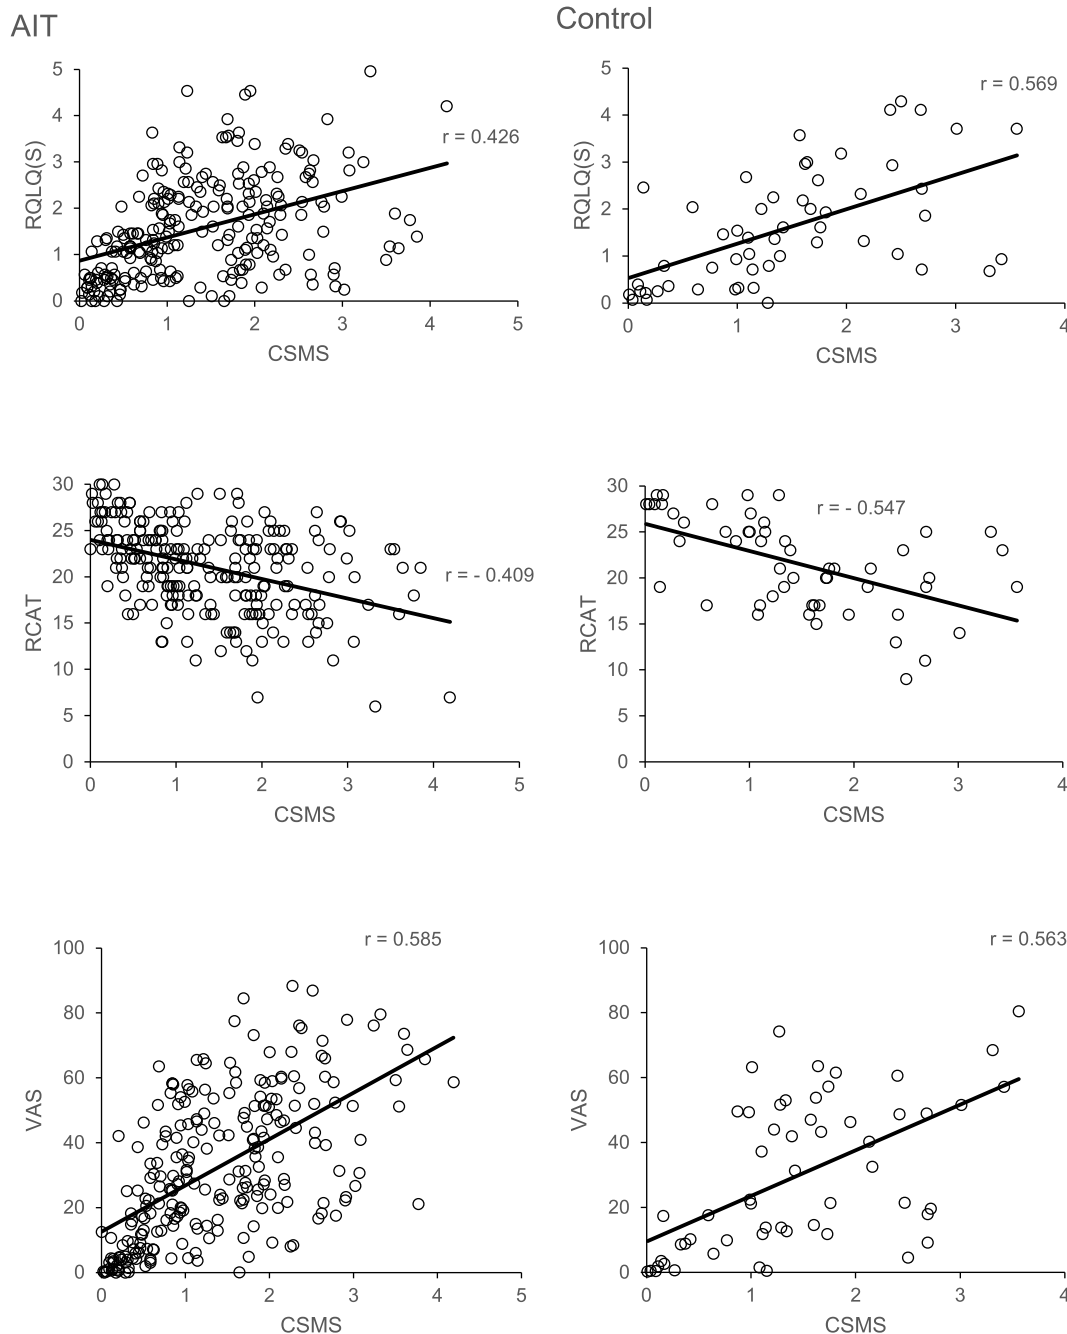 AIT
Control
5
4
3
2
1
0
RQLQ(S)
r = 0.426
0 1 2 3 4 5
CSMS
5
4
3
2
1
0
RQLQ(S)
r = 0.569
0 1 2 3 4
CSMS
30
25
20
15
10
5
0
RCAT
r = - 0.409
0 1 2 3 4 5
CSMS
30
25
20
15
10
5
0
RCAT
r = - 0.547
0 1 2 3 4
CSMS
100
80
60
40
20
0
VAS
r = 0.585
0 1 2 3 4 5
CSMS
100
80
60
40
20
0
VAS
r = 0.563
0 1 2 3 4
CSMS